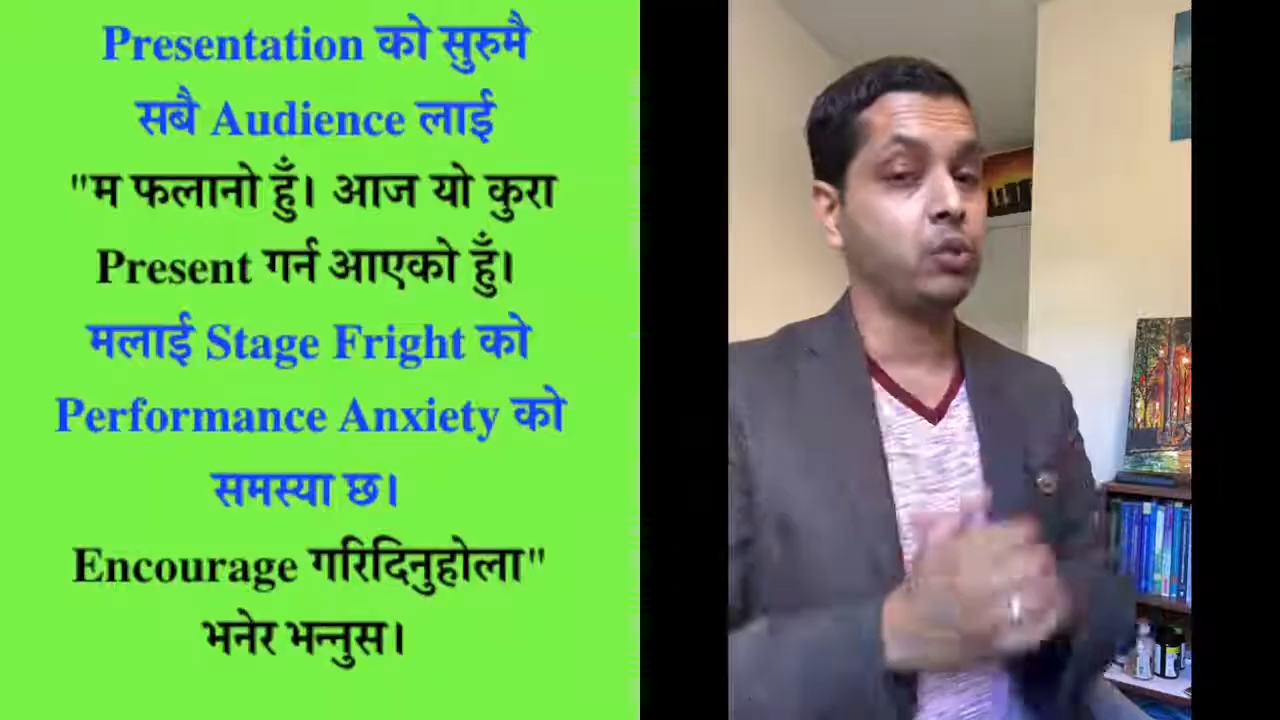 Presentation को सुरुमै
सबै Audience लाई
"म फलानो हुँ। आज यो कुरा
Present गर्न आएको हुँ।
मलाई Stage Fright को
Performance Anxiety को
समस्या छ।
Encourage गरिदिनुहोला"
भनेर भन्नुस।